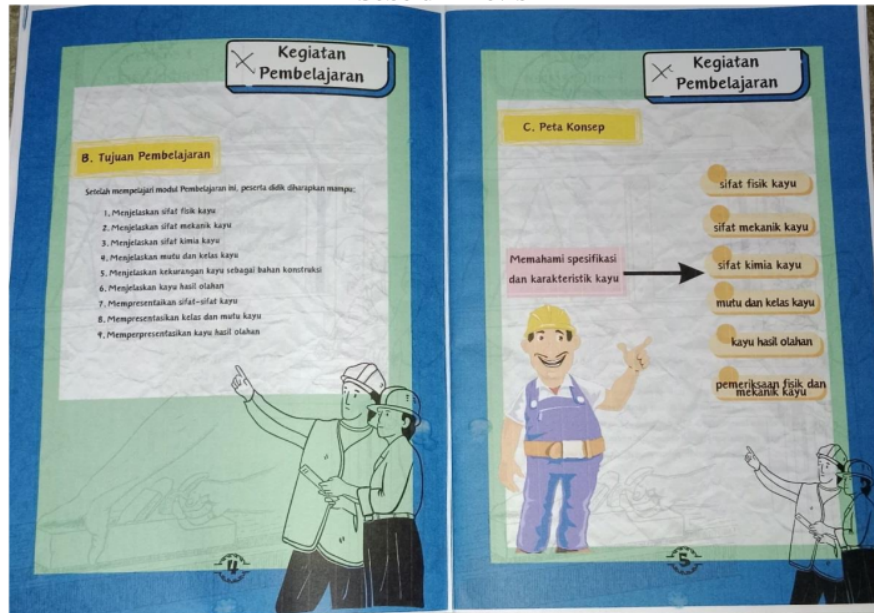 Kegiatan
Pembelajaran
B. Tujuan Pembelajaran
Setelah mempelajari modul Pembelajaran ini, peserta didik diharapkan mampu:
1. Menjelaskan sifat fisik kayu
2. Menjelaskan sifat mekanik kayu
3. Menjelaskan sifat kimia kayu
4. Menjelaskan mutu dan kelas kayu
5. Menjelaskan kekurangan kayu sebagai bahan konstruksi
6. Menjelaskan kayu hasil olahan
7. Mempresentaikan sifat-sifat kayu
8. Mempresentasikan kelas dan mutu kayu
9. Memperpresentasikan kayu hasil olahan
4
Kegiatan
Pembelajaran
C. Peta Konsep
Memahami spesifikasi
dan karakteristik kayu
sifat fisik kayu
sifat mekanik kayu
sifat kimia kayu
mutu dan kelas kayu
kayu hasil olahan
pemeriksaan fisik dan
mekanik kayu
5